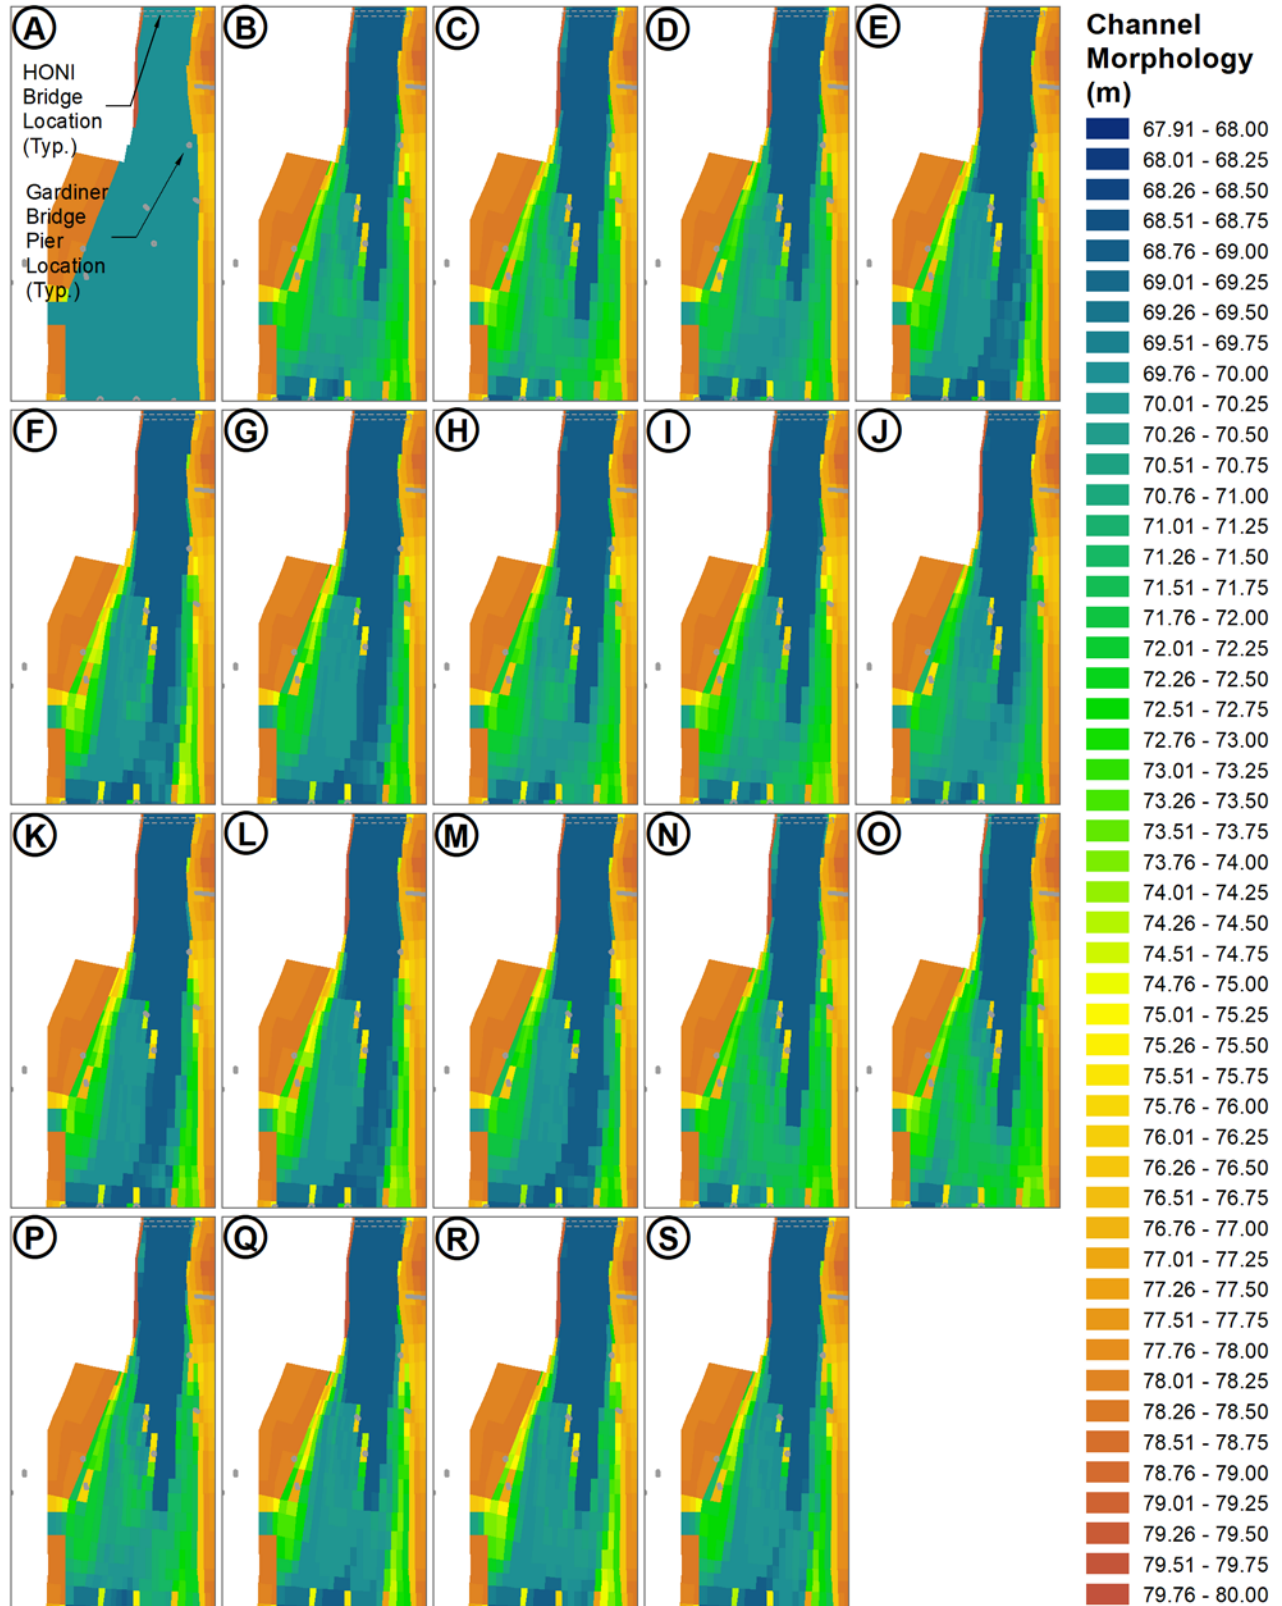 A
B
C
D
E
HONI
Bridge
Location
(Typ.)
Gardiner
Bridge
Pier
Location
(Typ.)
F
G
H
I
J
K
L
M
N
O
P
Q
R
S
Channel
Morphology
(m)
67.91 - 68.00
68.01 - 68.25
68.26 - 68.50
68.51 - 68.75
68.76 - 69.00
69.01 - 69.25
69.26 - 69.50
69.51 - 69.75
69.76 - 70.00
70.01 - 70.25
70.26 - 70.50
70.51 - 70.75
70.76 - 71.00
71.01 - 71.25
71.26 - 71.50
71.51 - 71.75
71.76 - 72.00
72.01 - 72.25
72.26 - 72.50
72.51 - 72.75
72.76 - 73.00
73.01 - 73.25
73.26 - 73.50
73.51 - 73.75
73.76 - 74.00
74.01 - 74.25
74.26 - 74.50
74.51 - 74.75
74.76 - 75.00
75.01 - 75.25
75.26 - 75.50
75.51 - 75.75
75.76 - 76.00
76.01 - 76.25
76.26 - 76.50
76.51 - 76.75
76.76 - 77.00
77.01 - 77.25
77.26 - 77.50
77.51 - 77.75
77.76 - 78.00
78.01 - 78.25
78.26 - 78.50
78.51 - 78.75
78.76 - 79.00
79.01 - 79.25
79.26 - 79.50
79.51 - 79.75
79.76 - 80.00